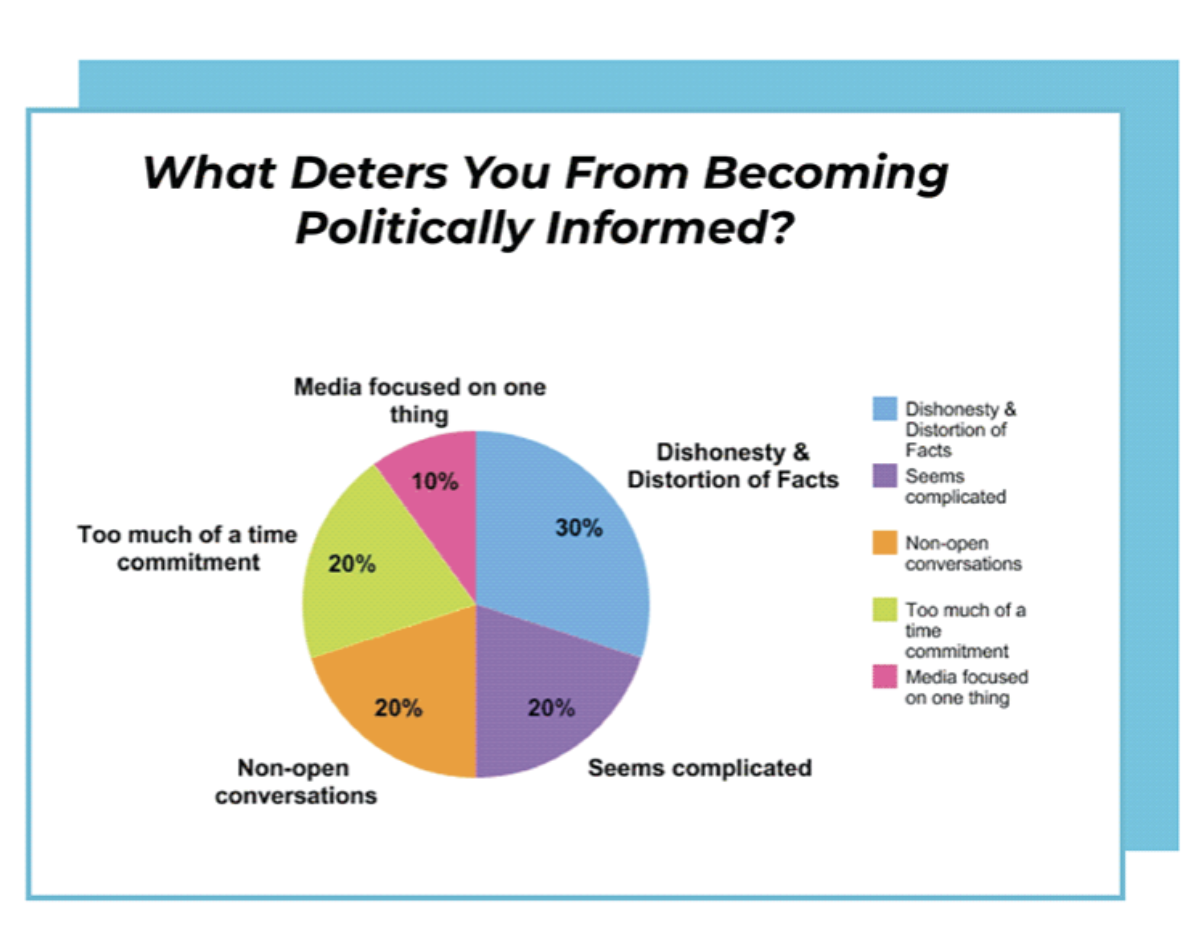 What Deters You From Becoming
Politically Informed?
Media focused on one
thing
10%
Dishonesty &
Distortion of Facts
30%
Too much of a time
commitment
20%
20%
Non-open
conversations
20%
Seems complicated
Dishonesty &
Distortion of
Facts
Seems
complicated
Non-open
conversations
Too much of a
time
commitment
Media focused
on one thing